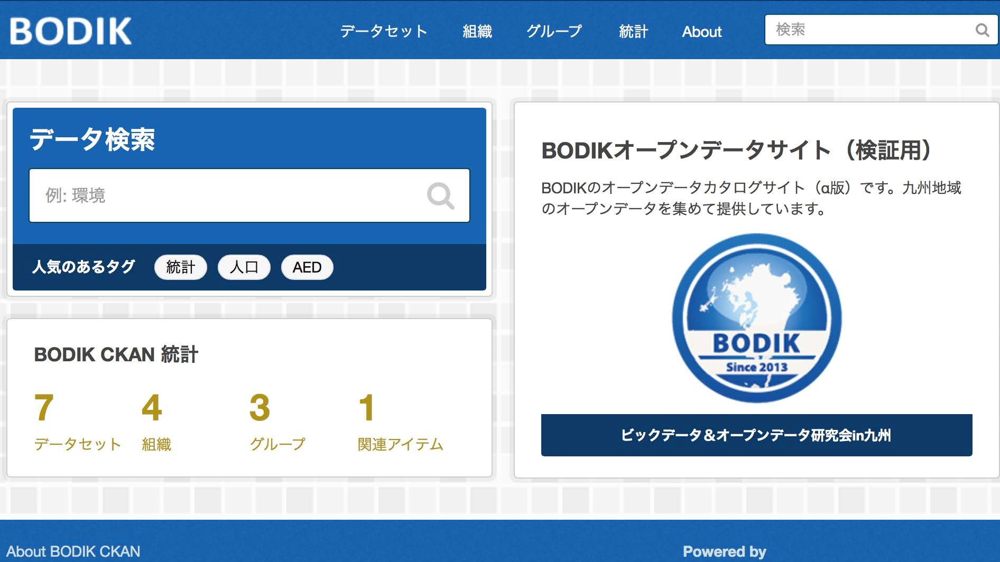 BODIK
データセット 組織 グループ 統計 About 検索
データ検索
例: 環境
人気のあるタグ 統計 人口 AED
BODIK CKAN 統計
7 4 3 1
データセット 組織 グループ 関連アイテム
BODIKオープンデータサイト（検証用）
BODIKのオープンデータカタログサイト（α版）です。九州地域
のオープンデータを集めて提供しています。
BODIK
Since 2013
ビックデータ＆オープンデータ研究会in九州
About BODIK CKAN
Powered by